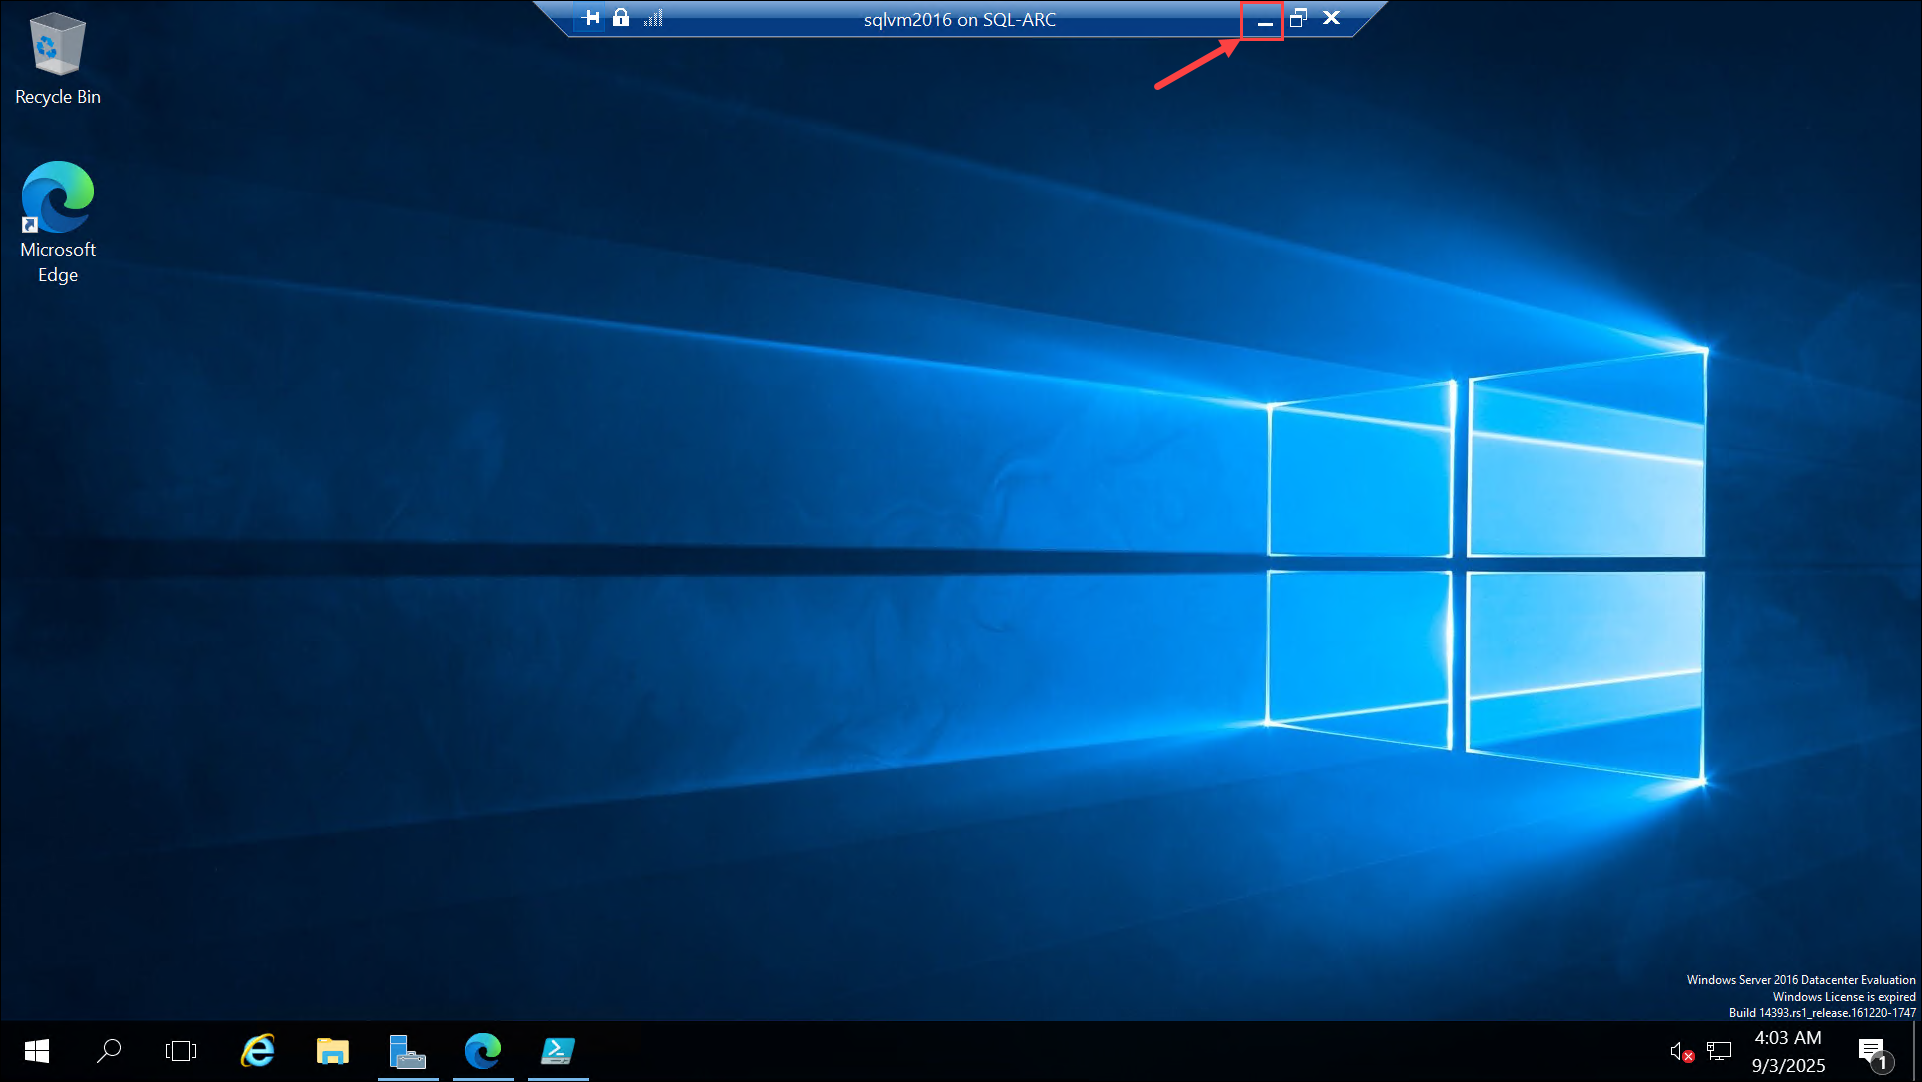 sqlvm2016 on SQL-ARC
Recycle Bin
Microsoft
Edge
Windows Server 2016 Datacenter Evaluation
Windows License is expired
Build 14393.rs1_release.161220-1747
4:03 AM
9/3/2025
1